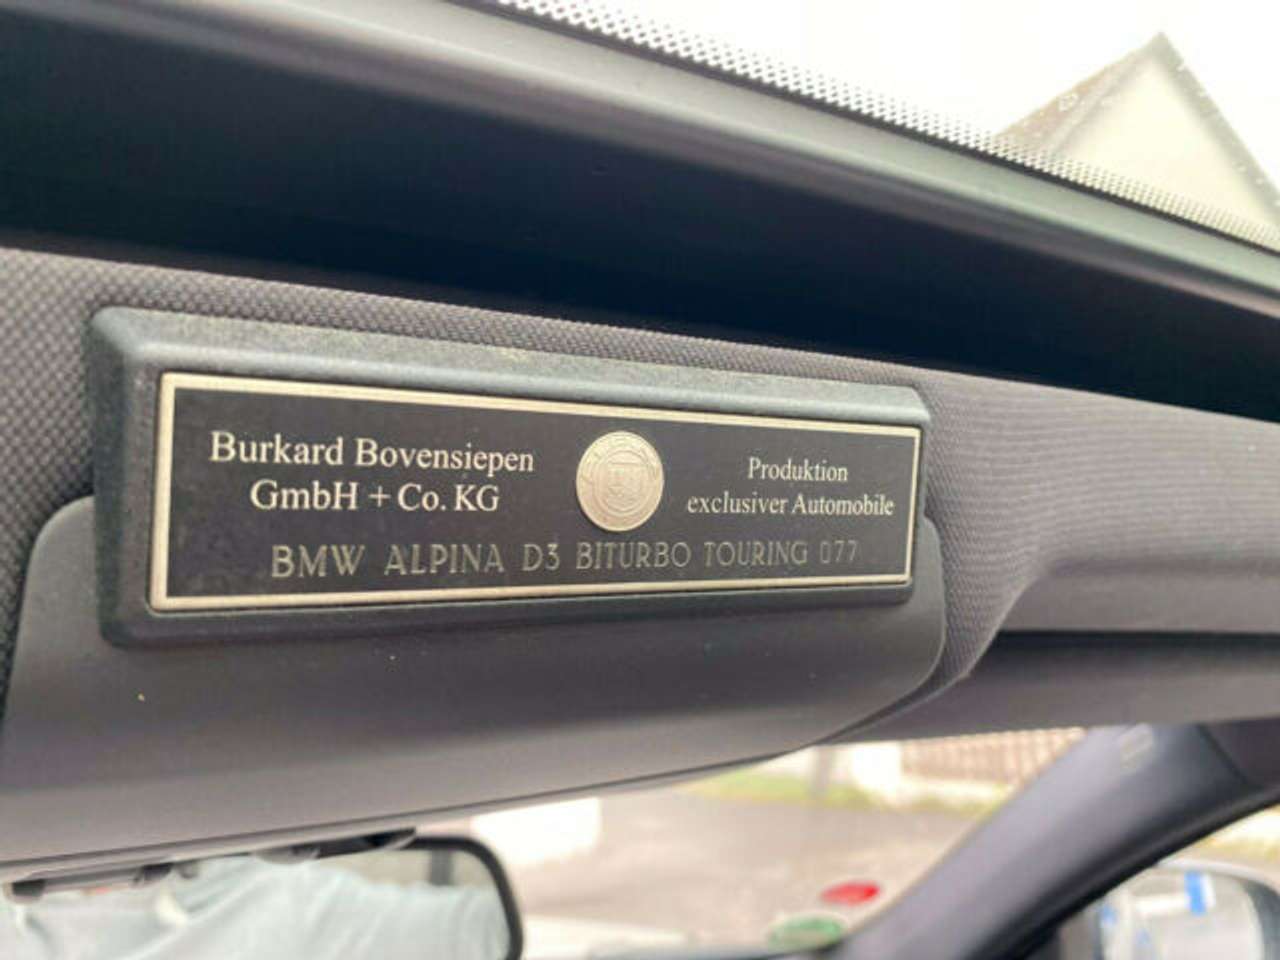 Burkard Bovensiepen
GmbH + Co. KG
Produktion
exclusiver Automobile
BMW ALPINA D3 BITURBO TOURING 077